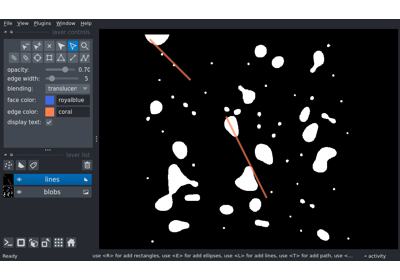 File View Plugins Window Help
layer controls
opacity: 0.70
edge width: 5
blending: translucen
face color: royalblue
edge color: coral
display text:
layer list
lines
blobs
Ready use <R> for add rectangles, use <E> for add ellipses, use <L> for add lines, use <T> for add path, use <... activity